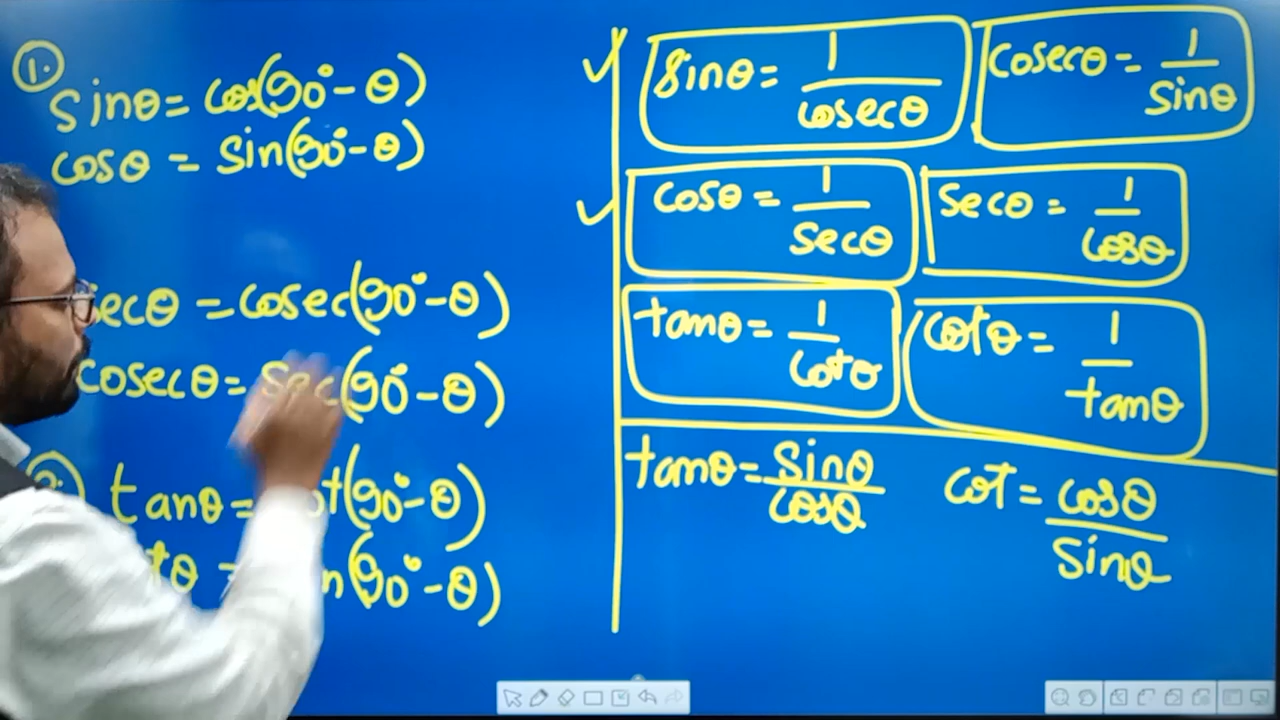 1.
sinθ = cos(90° - θ)
cosθ = sin(90° - θ)
secθ = cosec(90° - θ)
cosecθ = sec(90° - θ)
tanθ = (90° - θ)
(90° - θ)
sinθ = 1/cosecθ
cosecθ = 1/sinθ
cosθ = 1/secθ
secθ = 1/cosθ
tanθ = 1/cotθ
cotθ = 1/tanθ
tanθ = sinθ/cosθ
cot = cosθ/sinθ